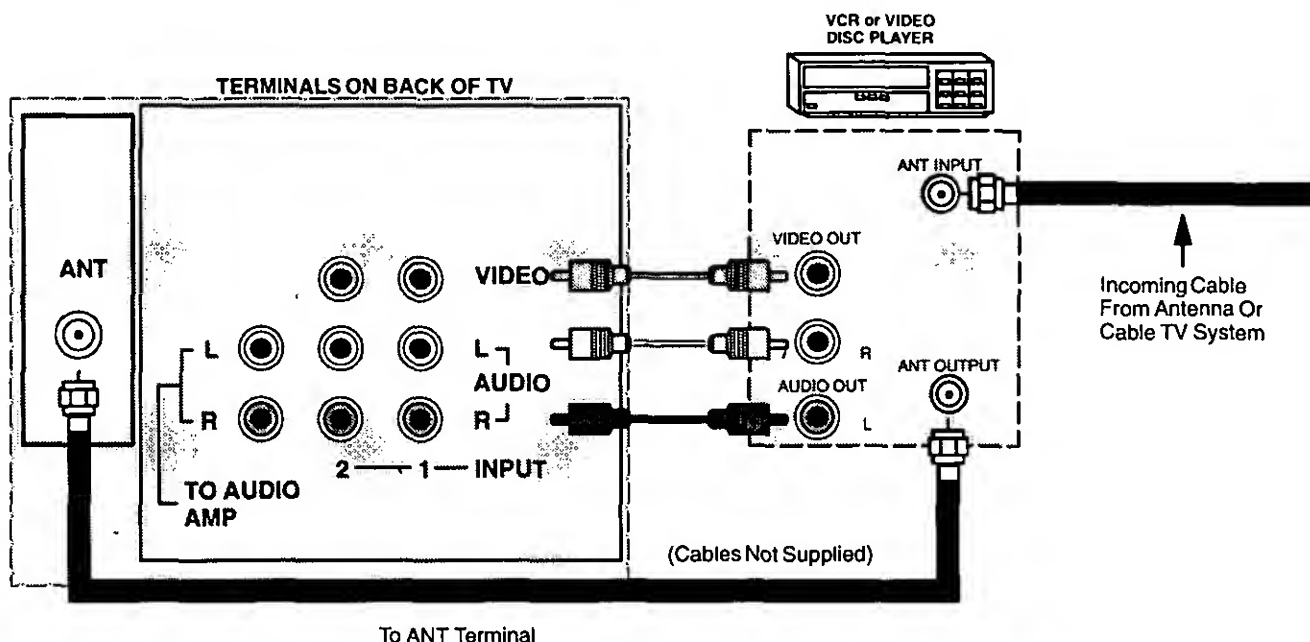 VCR or VIDEO
DISC PLAYER
TERMINALS ON BACK OF TV
ANT INPUT
ANT
VIDEO
VIDEO OUT
Incoming Cable
From Antenna Or
Cable TV System
L
L
AUDIO
R
ANT OUTPUT
AUDIO OUT
R
R
L
2 1 INPUT
TO AUDIO
AMP
(Cables Not Supplied)
To ANT Terminal